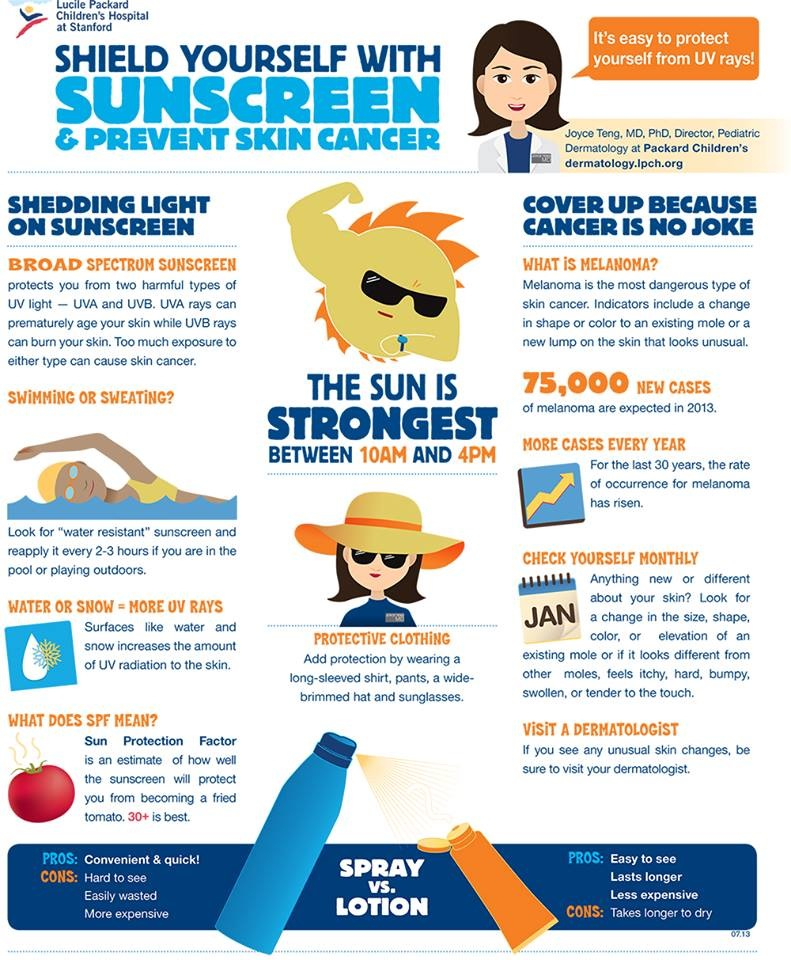 Lucile Packard
Children's Hospital
at Stanford
SHIELD YOURSELF WITH
SUNSCREEN
& PREVENT SKIN CANCER
It's easy to protect
yourself from UV rays!
Joyce Teng, MD, PhD, Director, Pediatric
Dermatology at Packard Children's
dermatology.lpch.org
SHEDDING LIGHT
ON SUNSCREEN
BROAD SPECTRUM SUNSCREEN
protects you from two harmful types of
UV light — UVA and UVB. UVA rays can
prematurely age your skin while UVB rays
can burn your skin. Too much exposure to
either type can cause skin cancer.
SWIMMING OR SWEATING?
Look for "water resistant" sunscreen and
reapply it every 2-3 hours if you are in the
pool or playing outdoors.
WATER OR SNOW = MORE UV RAYS
Surfaces like water and
snow increases the amount
of UV radiation to the skin.
WHAT DOES SPF MEAN?
Sun Protection Factor
is an estimate of how well
the sunscreen will protect
you from becoming a fried
tomato. 30+ is best.
THE SUN IS
STRONGEST
BETWEEN 10AM AND 4PM
PROTECTIVE CLOTHING
Add protection by wearing a
long-sleeved shirt, pants, a wide-
brimmed hat and sunglasses.
COVER UP BECAUSE
CANCER IS NO JOKE
WHAT IS MELANOMA?
Melanoma is the most dangerous type of
skin cancer. Indicators include a change
in shape or color to an existing mole or a
new lump on the skin that looks unusual.
75,000 NEW CASES
of melanoma are expected in 2013.
MORE CASES EVERY YEAR
For the last 30 years, the rate
of occurrence for melanoma
has risen.
CHECK YOURSELF MONTHLY
JAN
Anything new or different
about your skin? Look for
a change in the size, shape,
color, or elevation of an
existing mole or if it looks different from
other moles, feels itchy, hard, bumpy,
swollen, or tender to the touch.
VISIT A DERMATOLOGIST
If you see any unusual skin changes, be
sure to visit your dermatologist.
PROS: Convenient & quick!
CONS: Hard to see
Easily wasted
More expensive
SPRAY
VS.
LOTION
PROS: Easy to see
Lasts longer
Less expensive
CONS: Takes longer to dry
07.13